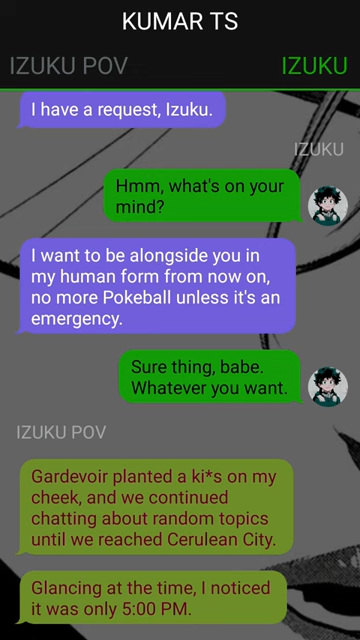 KUMAR TS
IZUKU POV
IZUKU
I have a request, Izuku.
IZUKU
Hmm, what's on your
mind?
I want to be alongside you in
my human form from now on,
no more Pokeball unless it's an
emergency.
Sure thing, babe.
Whatever you want.
IZUKU POV
Gardevoir planted a ki*s on my
cheek, and we continued
chatting about random topics
until we reached Cerulean City.
Glancing at the time, I noticed
it was only 5:00 PM.